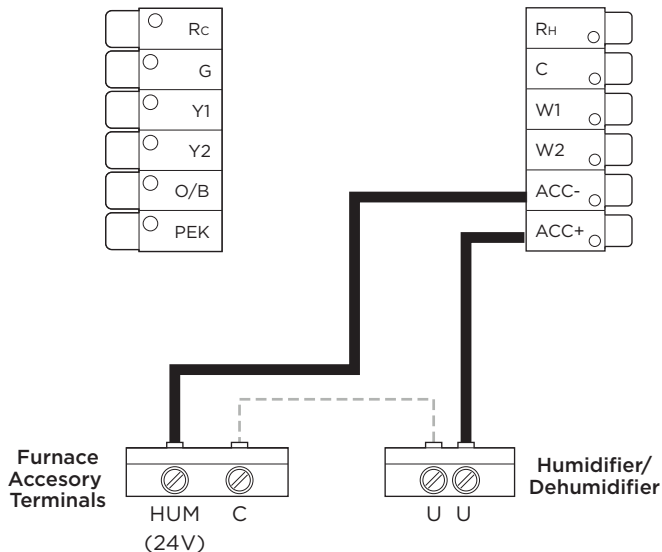 Rc
G
Y1
Y2
O/B
PEK
RH
C
W1
W2
ACC-
ACC+
Furnace
Accesory
Terminals
HUM
(24V)
C
U U
Humidifier/
Dehumidifier